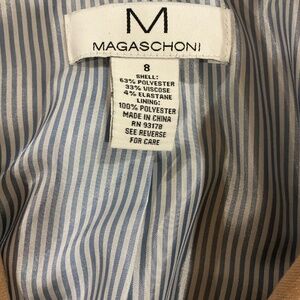 M
MAGASCHONI
8
SHELL:
63% POLYESTER
33% VISCOSE
4% ELASTANE
LINING:
100% POLYESTER
MADE IN CHINA
RN 93178
SEE REVERSE
FOR CARE